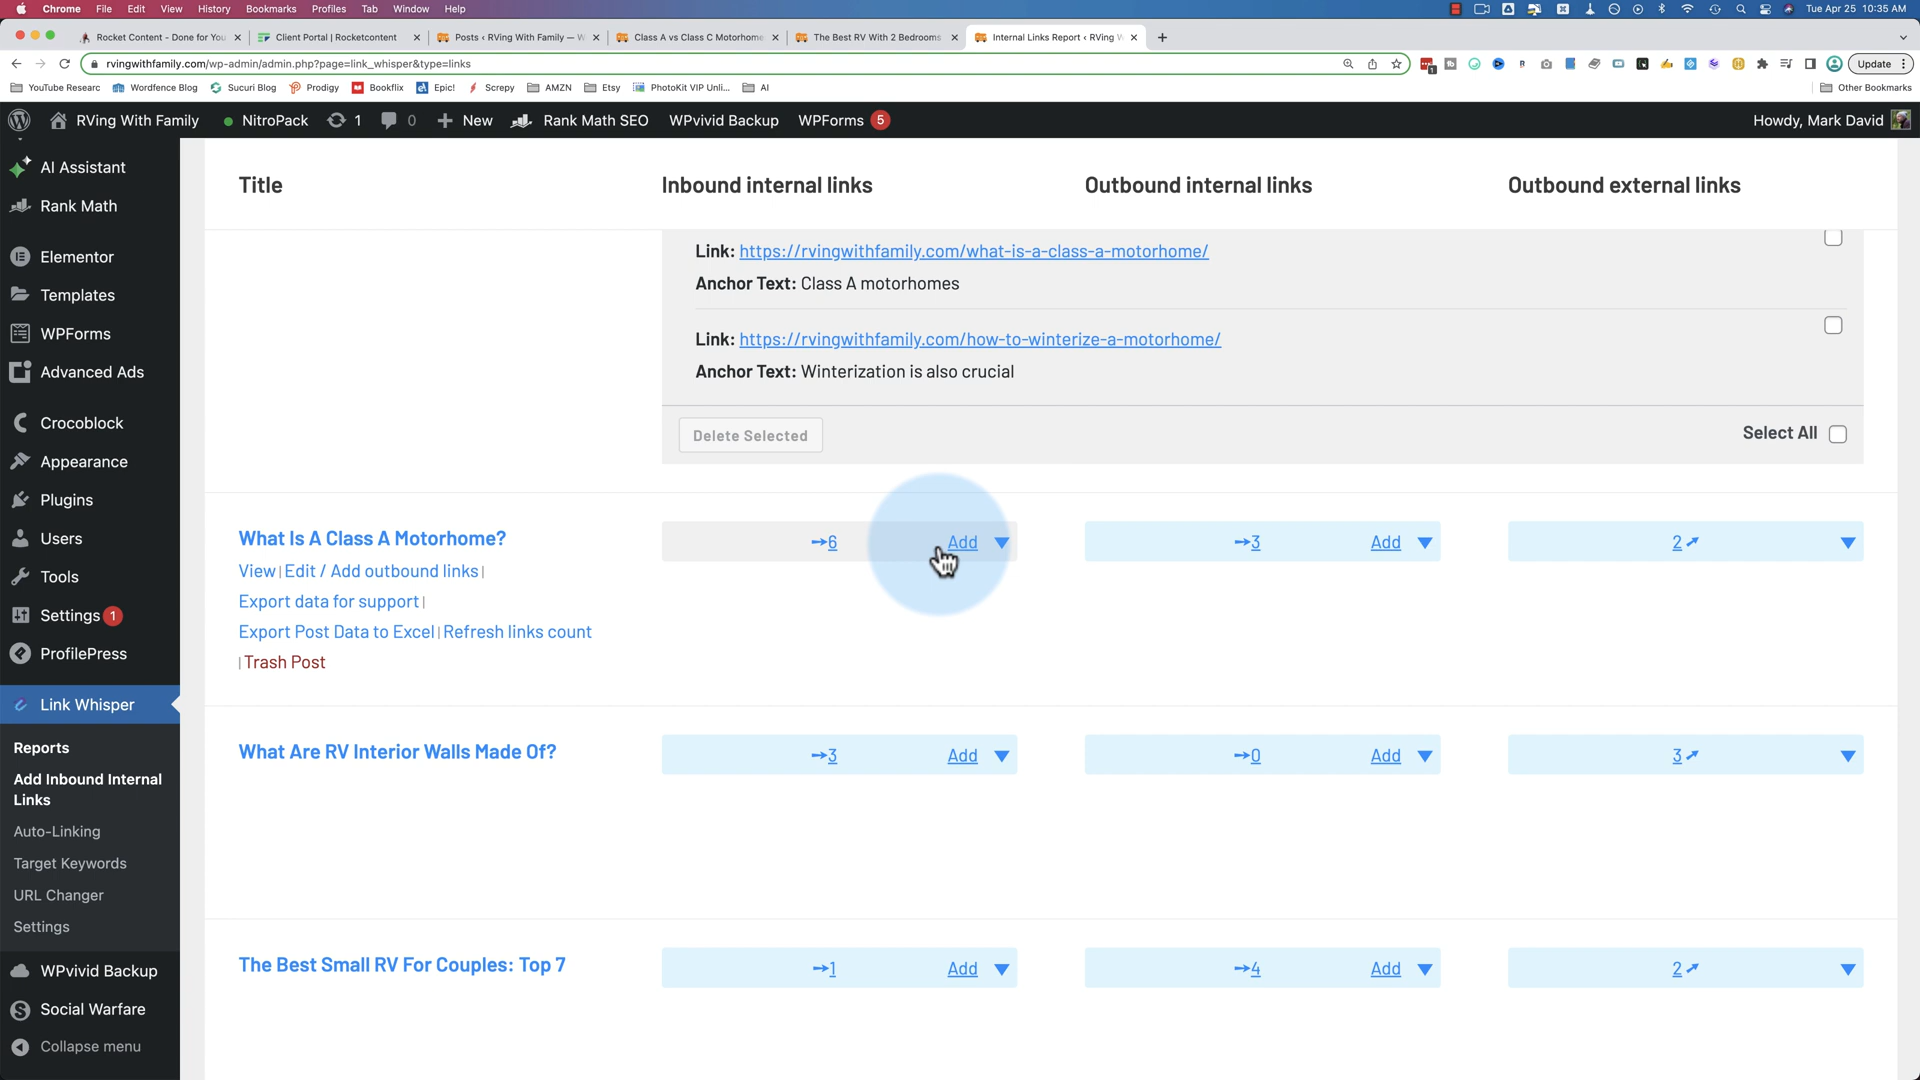 Chrome File Edit View History Bookmarks Profiles Tab Window Help Tue Apr 25 10:35 AM
Rocket Content - Done for You Client Portal | Rocketcontent Posts ‹ RVing With Family — W Class A vs Class C Motorhome The Best RV With 2 Bedrooms Internal Links Report ‹ RVing W
rvingwithfamily.com/wp-admin/admin.php?page=link_whisper&type=links Update
YouTube Researc Wordfence Blog Sucuri Blog Prodigy Bookflix Epic! Screpy AMZN Etsy PhotoKit VIP Unli... AI Other Bookmarks
RVing With Family NitroPack 1 0 New Rank Math SEO WPvivid Backup WPForms 5 Howdy, Mark David
AI Assistant
Rank Math
Elementor
Templates
WPForms
Advanced Ads
Crocoblock
Appearance
Plugins
Users
Tools
Settings 1
ProfilePress
Link Whisper
Reports
Add Inbound Internal
Links
Auto-Linking
Target Keywords
URL Changer
Settings
WPvivid Backup
Social Warfare
Collapse menu
Title Inbound internal links Outbound internal links Outbound external links
Link: https://rvingwithfamily.com/what-is-a-class-a-motorhome/
Anchor Text: Class A motorhomes
Link: https://rvingwithfamily.com/how-to-winterize-a-motorhome/
Anchor Text: Winterization is also crucial
Delete Selected Select All
What Is A Class A Motorhome? 6 Add 3 Add 2
View | Edit / Add outbound links |
Export data for support |
Export Post Data to Excel | Refresh links count
| Trash Post
What Are RV Interior Walls Made Of? 3 Add 0 Add 3
The Best Small RV For Couples: Top 7 1 Add 4 Add 2